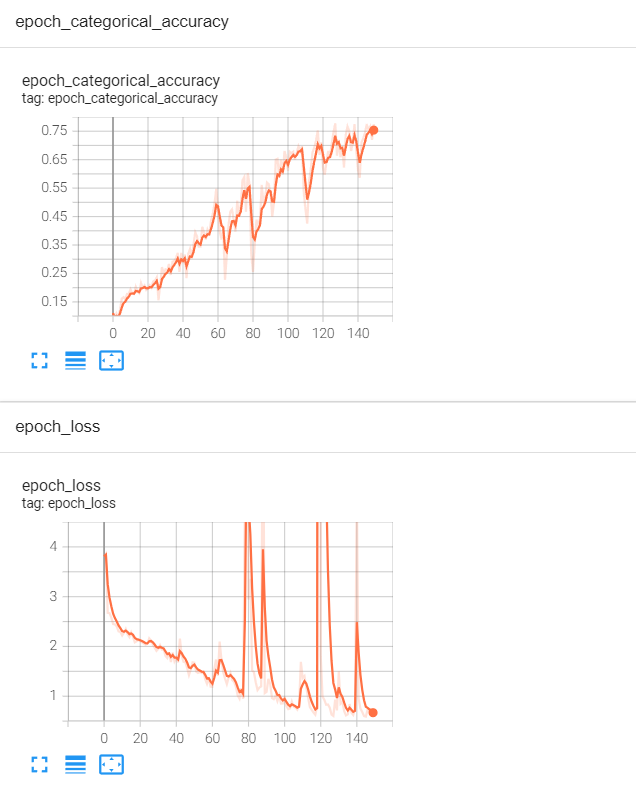 epoch_categorical_accuracy
epoch_categorical_accuracy
tag: epoch_categorical_accuracy
0.75
0.65
0.55
0.45
0.35
0.25
0.15
0 20 40 60 80 100 120 140
epoch_loss
epoch_loss
tag: epoch_loss
4
3
2
1
0 20 40 60 80 100 120 140